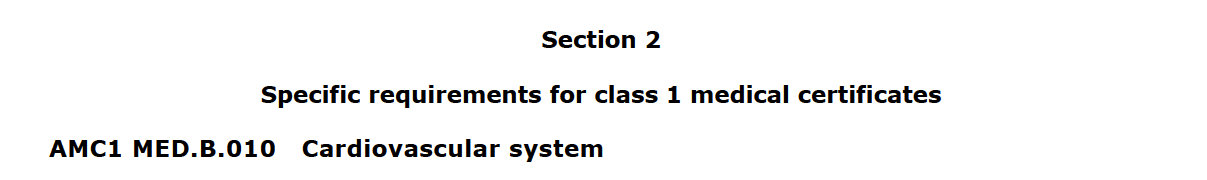 Section 2
Specific requirements for class 1 medical certificates
AMC1 MED.B.010 Cardiovascular system